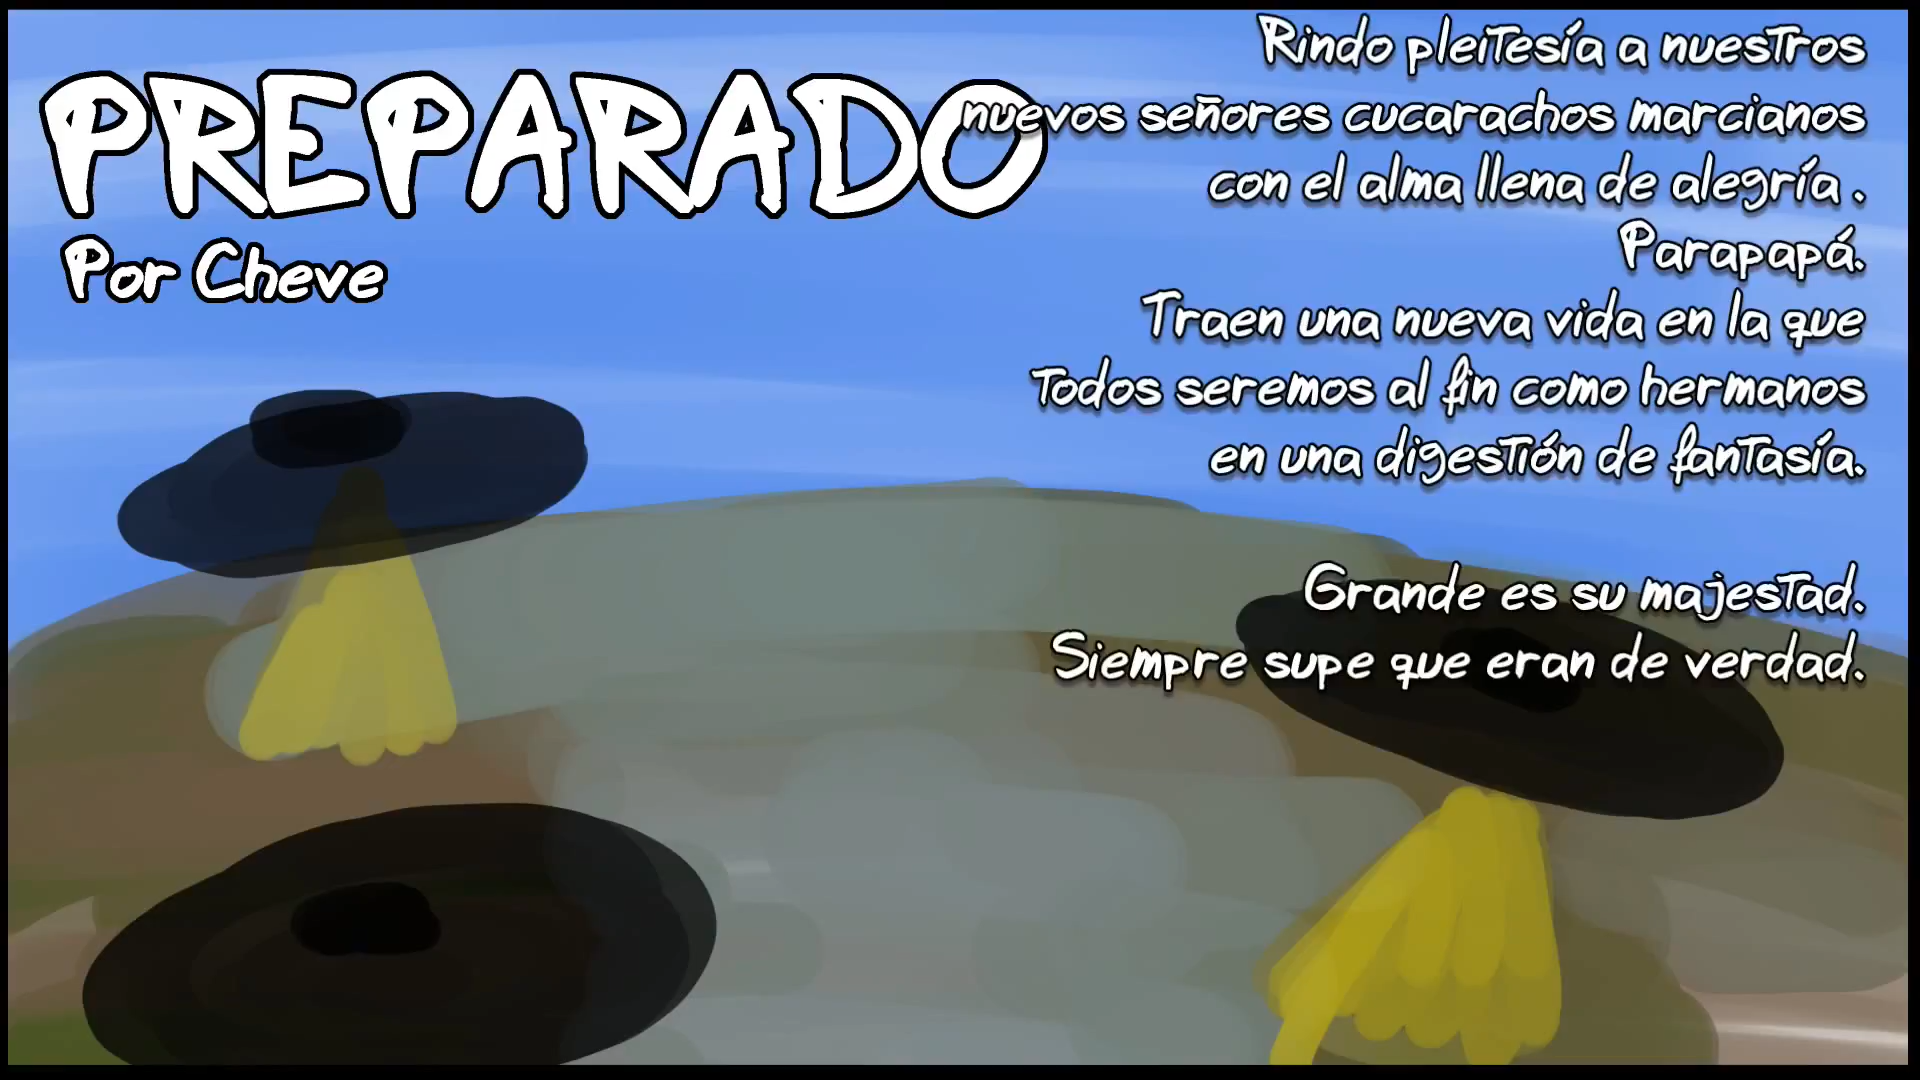 PREPARADO
Por Cheve
Rindo pleitesía a nuestros
nuevos señores cucarachos marcianos
con el alma llena de alegría .
Parapapá.
Traen una nueva vida en la que
Todos seremos al fin como hermanos
en una digestión de fantasía.
Grande es su majestad.
Siempre supe que eran de verdad.